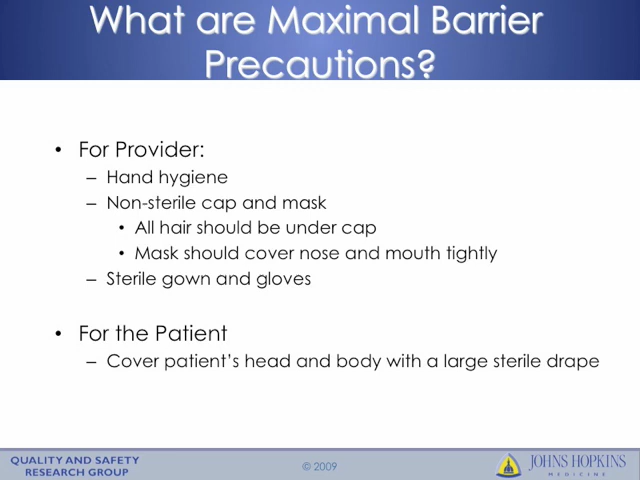 What are Maximal Barrier
Precautions?
• For Provider:
– Hand hygiene
– Non-sterile cap and mask
• All hair should be under cap
• Mask should cover nose and mouth tightly
– Sterile gown and gloves
• For the Patient
– Cover patient's head and body with a large sterile drape
QUALITY AND SAFETY
RESEARCH GROUP
© 2009
JOHNS HOPKINS
MEDICINE